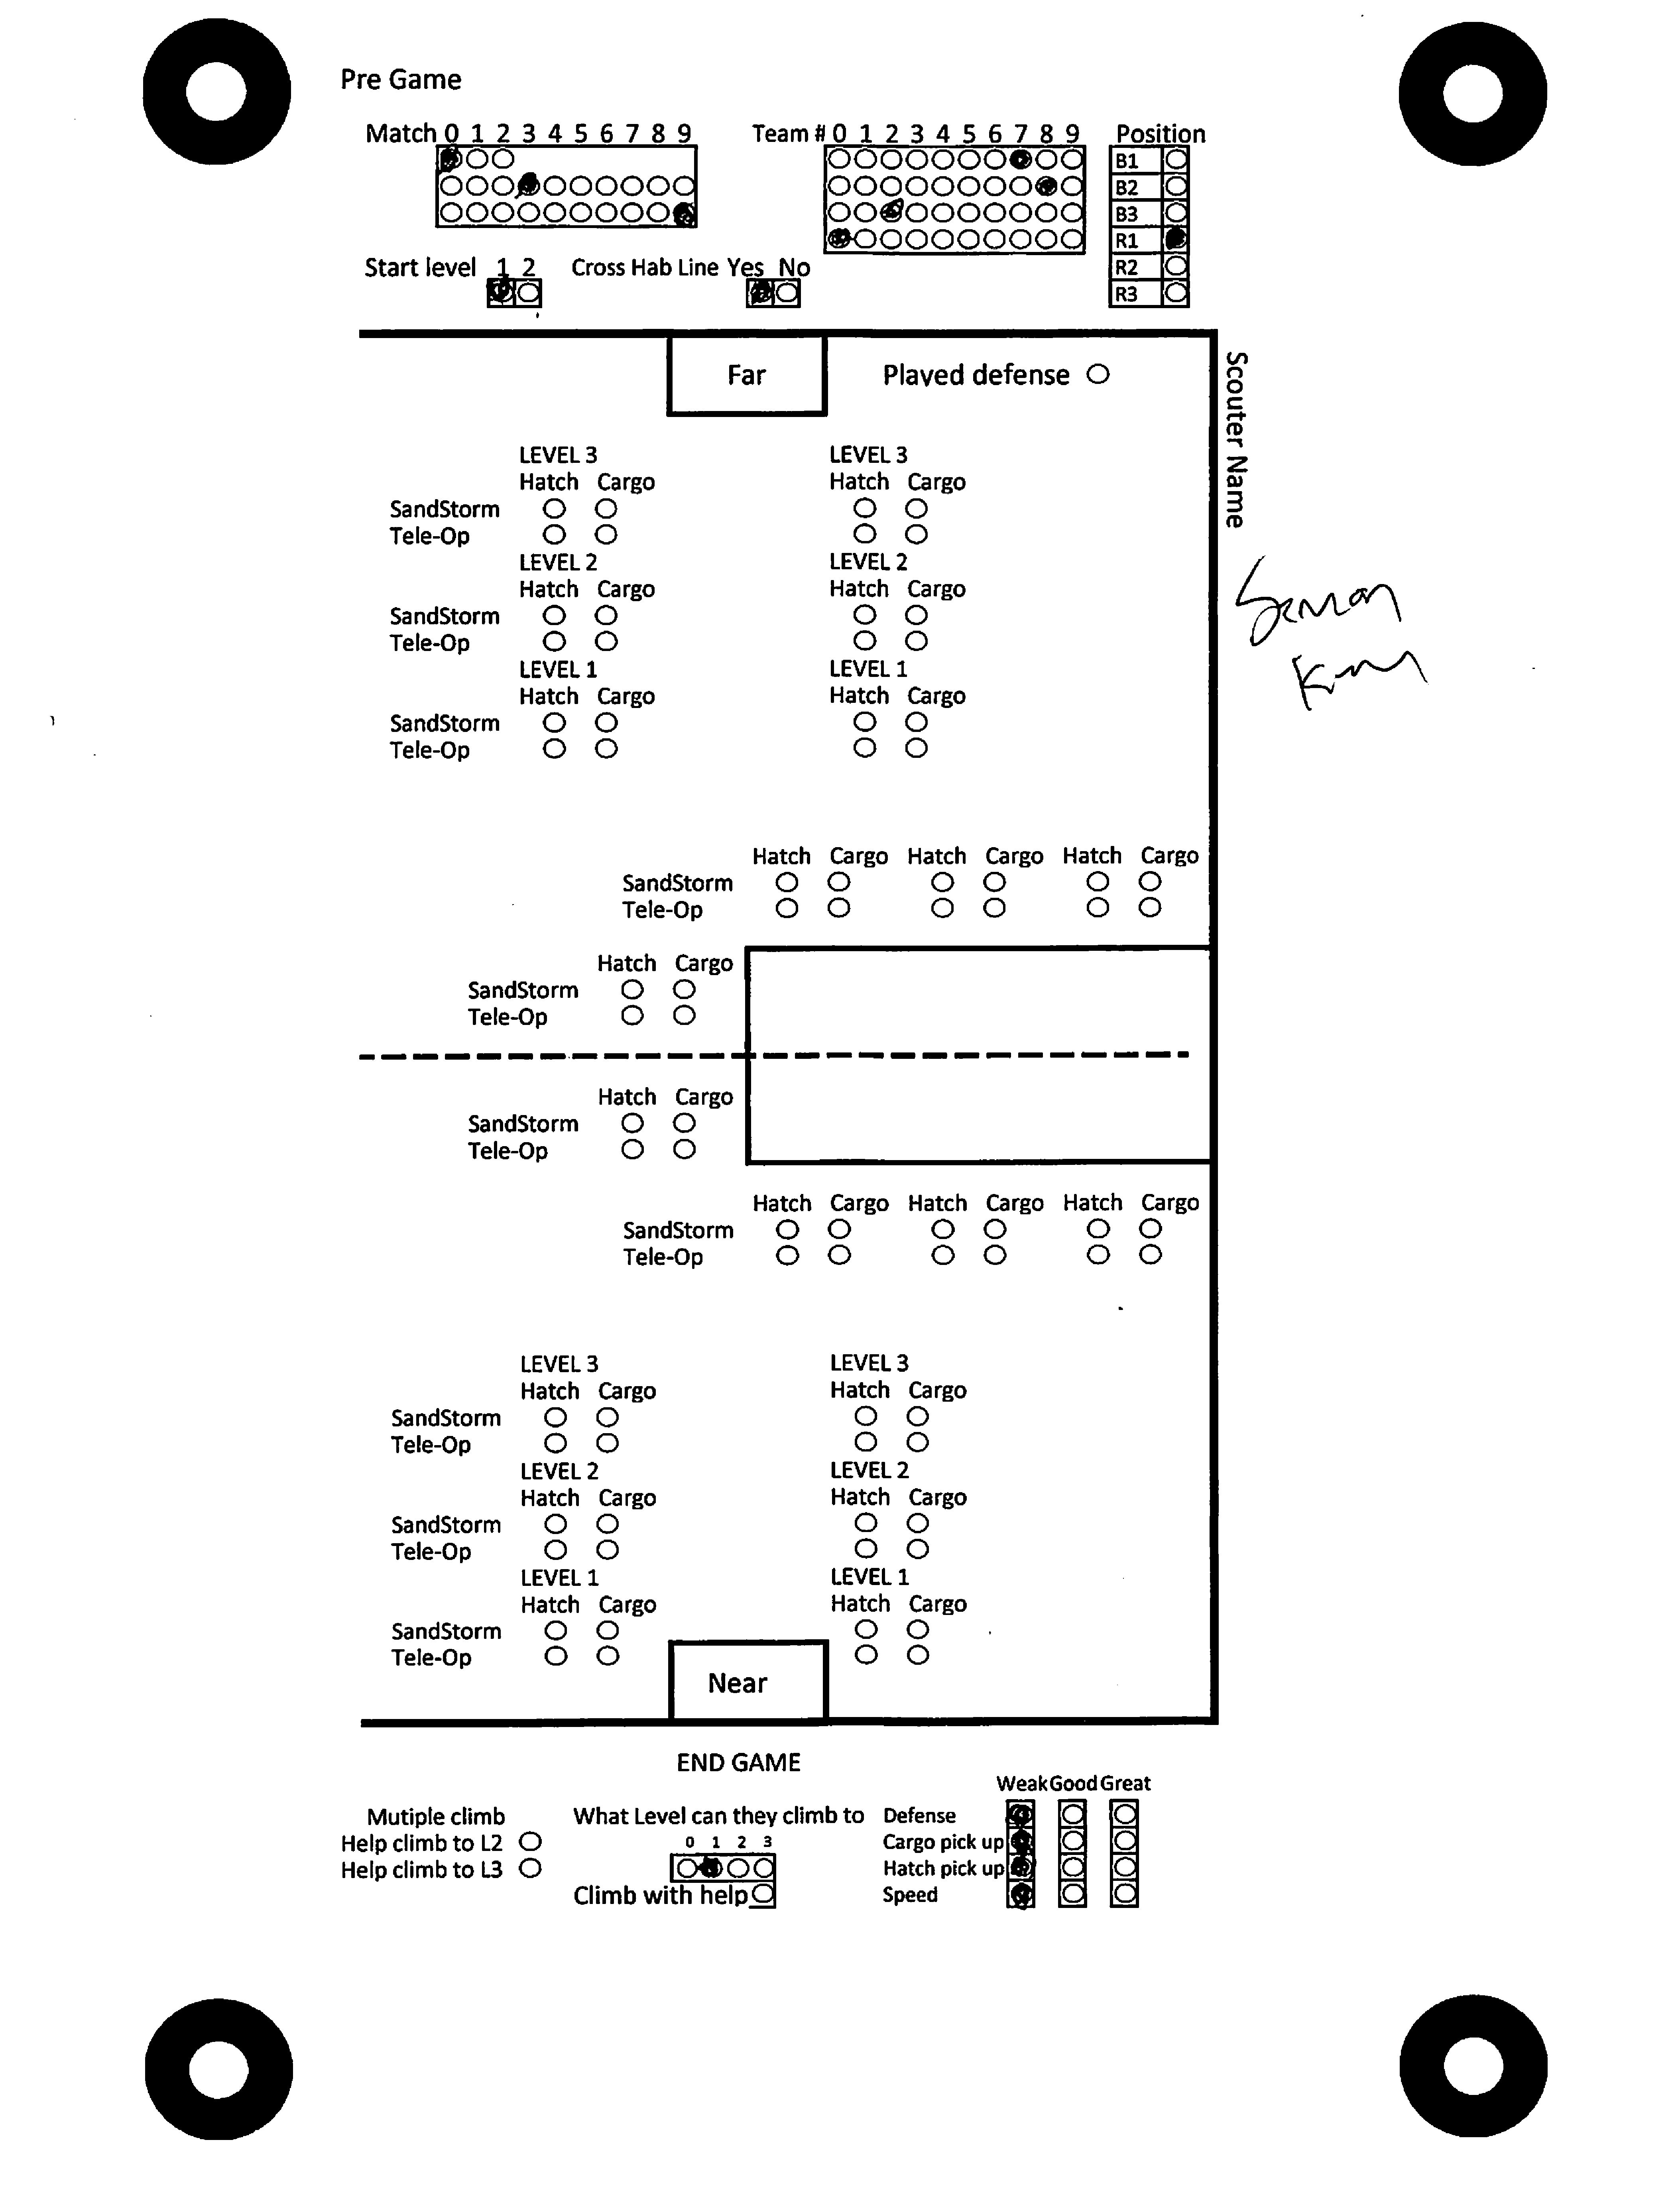 Pre Game
Match 0 1 2 3 4 5 6 7 8 9 Team # 0 1 2 3 4 5 6 7 8 9 Position
B1
B2
B3
R1
R2
R3
Start level 1 2 Cross Hab Line Yes No
Far Played defense
Scouter Name
LEVEL 3 LEVEL 3
Hatch Cargo Hatch Cargo
SandStorm
Tele-Op
LEVEL 2 LEVEL 2
Hatch Cargo Hatch Cargo
SandStorm
Tele-Op
LEVEL 1 LEVEL 1
Hatch Cargo Hatch Cargo
SandStorm
Tele-Op
Hatch Cargo Hatch Cargo Hatch Cargo
SandStorm
Tele-Op
Hatch Cargo
SandStorm
Tele-Op
Hatch Cargo
SandStorm
Tele-Op
Hatch Cargo Hatch Cargo Hatch Cargo
SandStorm
Tele-Op
LEVEL 3 LEVEL 3
Hatch Cargo Hatch Cargo
SandStorm
Tele-Op
LEVEL 2 LEVEL 2
Hatch Cargo Hatch Cargo
SandStorm
Tele-Op
LEVEL 1 LEVEL 1
Hatch Cargo Hatch Cargo
SandStorm
Tele-Op
Near
END GAME
Weak Good Great
Mutiple climb What Level can they climb to Defense
Help climb to L2 0 1 2 3 Cargo pick up
Help climb to L3 Hatch pick up
Climb with help Speed